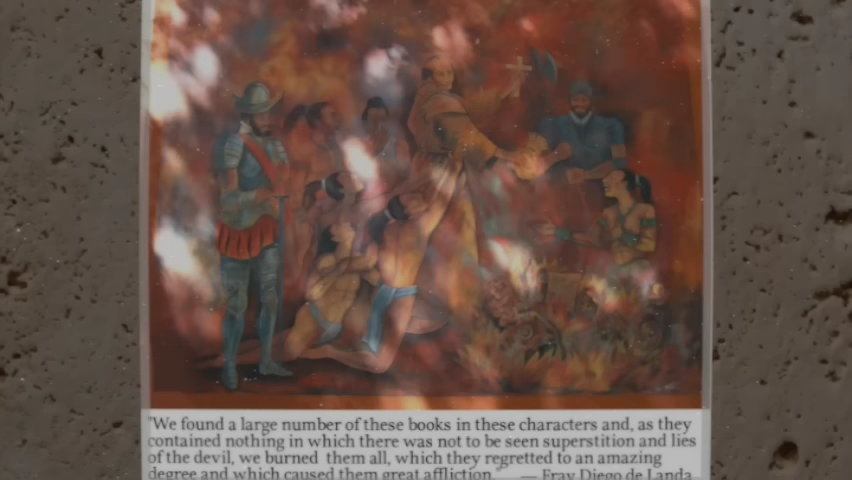 "We found a large number of these books in these characters and, as they
contained nothing in which there was not to be seen superstition and lies
of the devil, we burned them all, which they regretted to an amazing
degree and which caused them great affliction." — Fray Diego de Landa